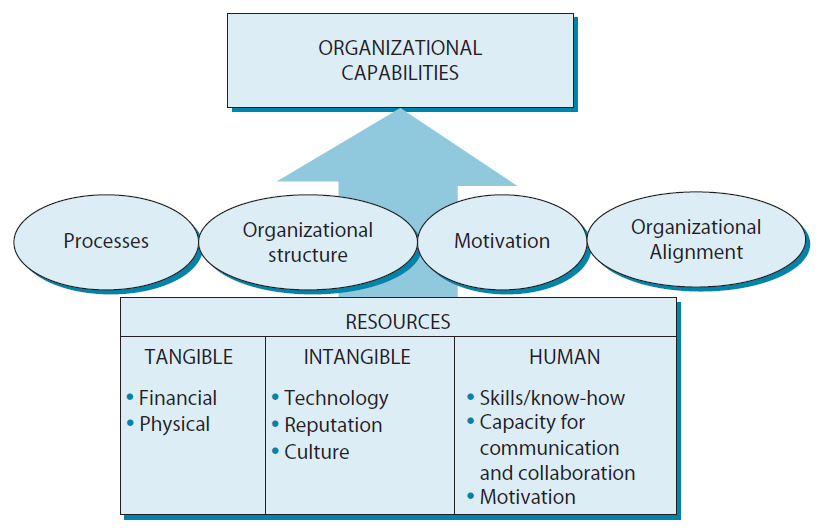 ORGANIZATIONAL
CAPABILITIES
Processes
Organizational
structure
Motivation
Organizational
Alignment
RESOURCES
TANGIBLE
• Financial
• Physical
INTANGIBLE
• Technology
• Reputation
• Culture
HUMAN
• Skills/know-how
• Capacity for
communication
and collaboration
• Motivation